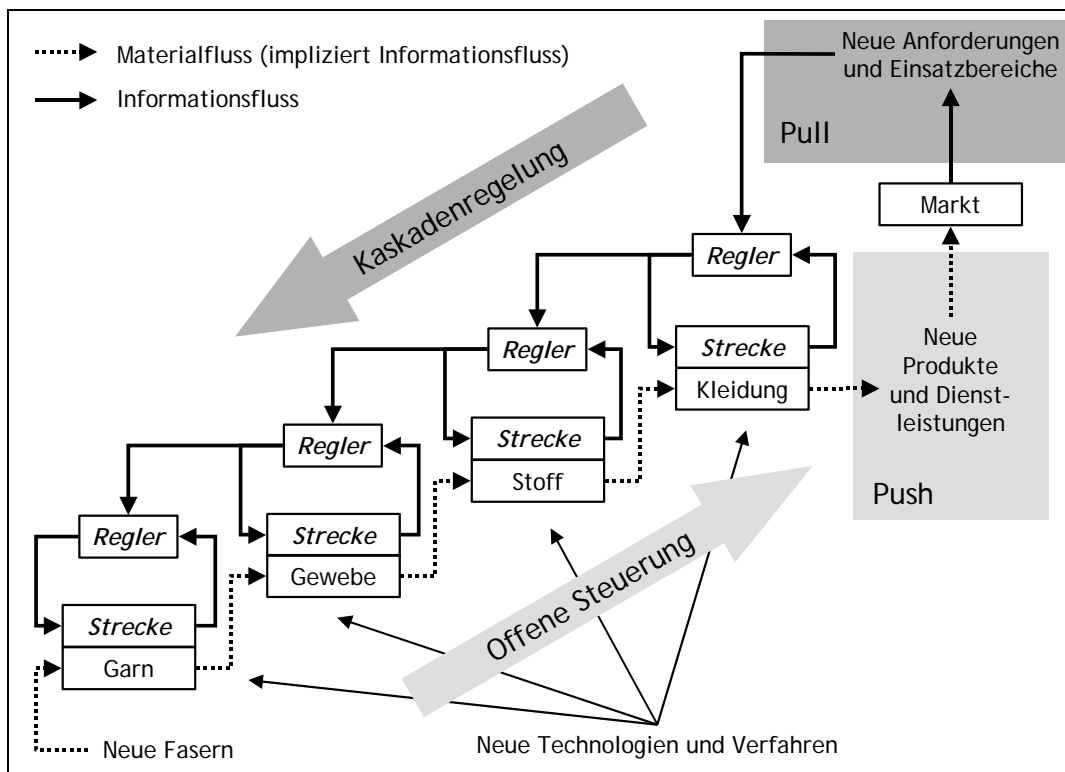 Materialfluss (impliziert Informationsfluss)
Informationsfluss
Neue Anforderungen
und Einsatzbereiche
Pull
Kaskadenregelung
Markt
Regler
Strecke
Kleidung
Neue
Produkte
und Dienst-
leistungen
Push
Regler
Strecke
Stoff
Regler
Strecke
Gewebe
Offene Steuerung
Regler
Strecke
Garn
Neue Fasern
Neue Technologien und Verfahren